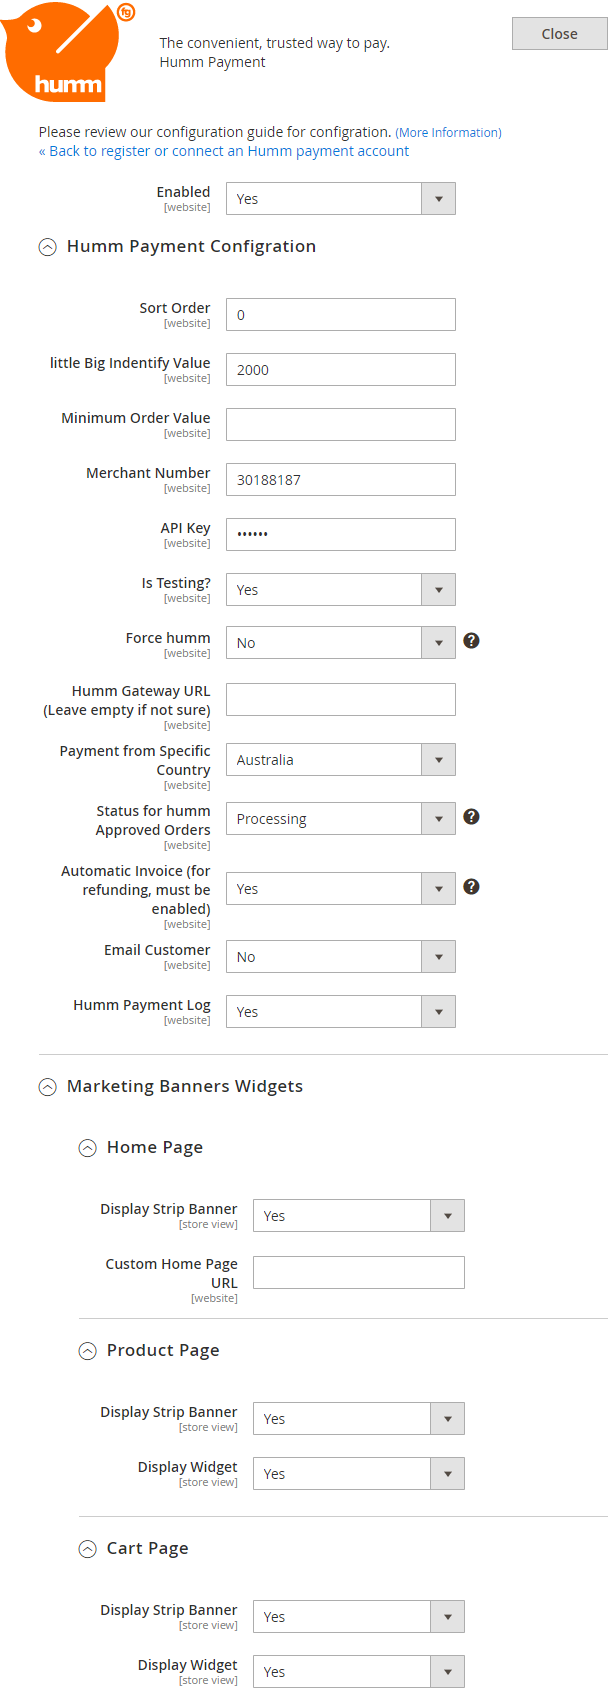 fg
humm
The convenient, trusted way to pay.
Humm Payment
Close
Please review our configuration guide for configration. (More Information)
« Back to register or connect an Humm payment account
Enabled
[website]
Yes
Humm Payment Configration
Sort Order
[website]
0
little Big Indentify Value
[website]
2000
Minimum Order Value
[website]
Merchant Number
[website]
30188187
API Key
[website]
••••••
Is Testing?
[website]
Yes
Force humm
[website]
No
?
Humm Gateway URL
(Leave empty if not sure)
[website]
Payment from Specific
Country
[website]
Australia
Status for humm
Approved Orders
[website]
Processing
?
Automatic Invoice (for
refunding, must be
enabled)
[website]
Yes
?
Email Customer
[website]
No
Humm Payment Log
[website]
Yes
Marketing Banners Widgets
Home Page
Display Strip Banner
[store view]
Yes
Custom Home Page
URL
[website]
Product Page
Display Strip Banner
[store view]
Yes
Display Widget
[store view]
Yes
Cart Page
Display Strip Banner
[store view]
Yes
Display Widget
[store view]
Yes